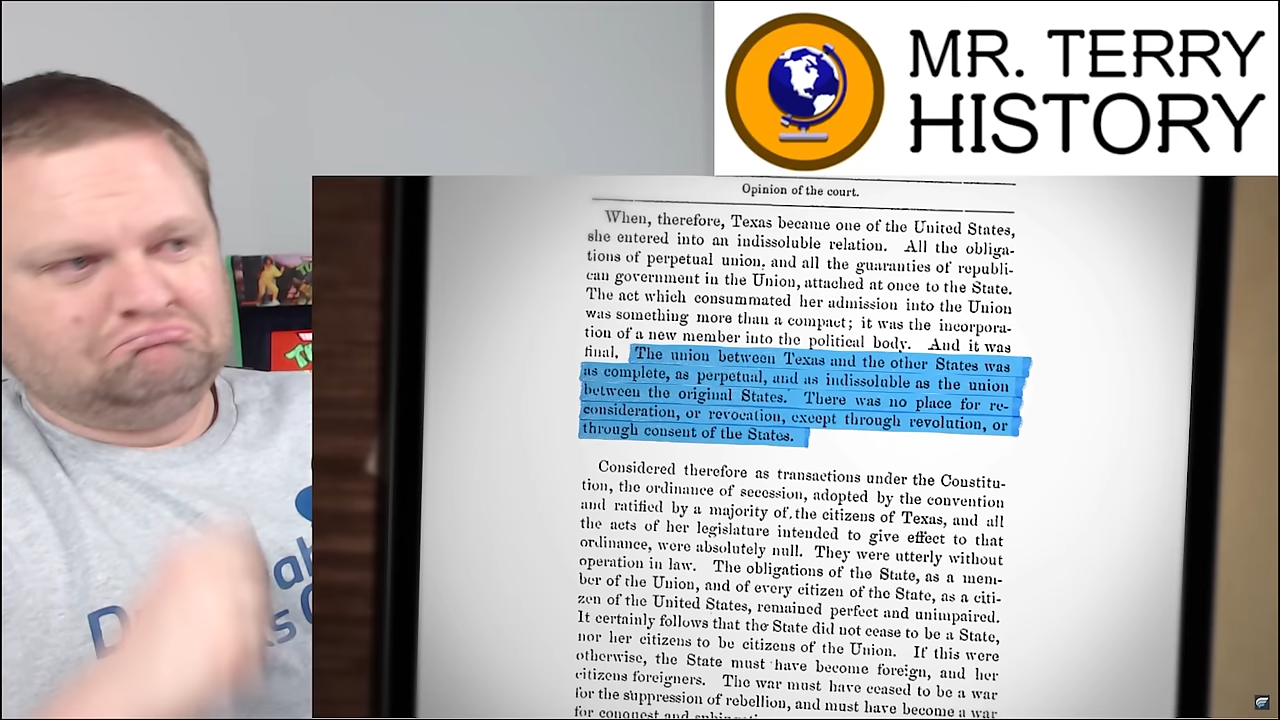 MR. TERRY
HISTORY
Opinion of the court.
When, therefore, Texas became one of the United States,
she entered into an indissoluble relation. All the obliga-
tions of perpetual union, and all the guaranties of republi-
can government in the Union, attached at once to the State.
The act which consummated her admission into the Union
was something more than a compact; it was the incorpora-
tion of a new member into the political body. And it was
final. The union between Texas and the other States was
as complete, as perpetual, and as indissoluble as the union
between the original States. There was no place for re-
consideration, or revocation, except through revolution, or
through consent of the States.
Considered therefore as transactions under the Constitu-
tion, the ordinance of secession, adopted by the convention
and ratified by a majority of the citizens of Texas, and all
the acts of her legislature intended to give effect to that
ordinance, were absolutely null. They were utterly without
operation in law. The obligations of the State, as a mem-
ber of the Union, and of every citizen of the State, as a citi-
zen of the United States, remained perfect and unimpaired.
It certainly follows that the State did not cease to be a State,
nor her citizens to be citizens of the Union. If this were
otherwise, the State must have become foreign, and her
citizens foreigners. The war must have ceased to be a war
for the suppression of rebellion, and must have become a war
for conquest and